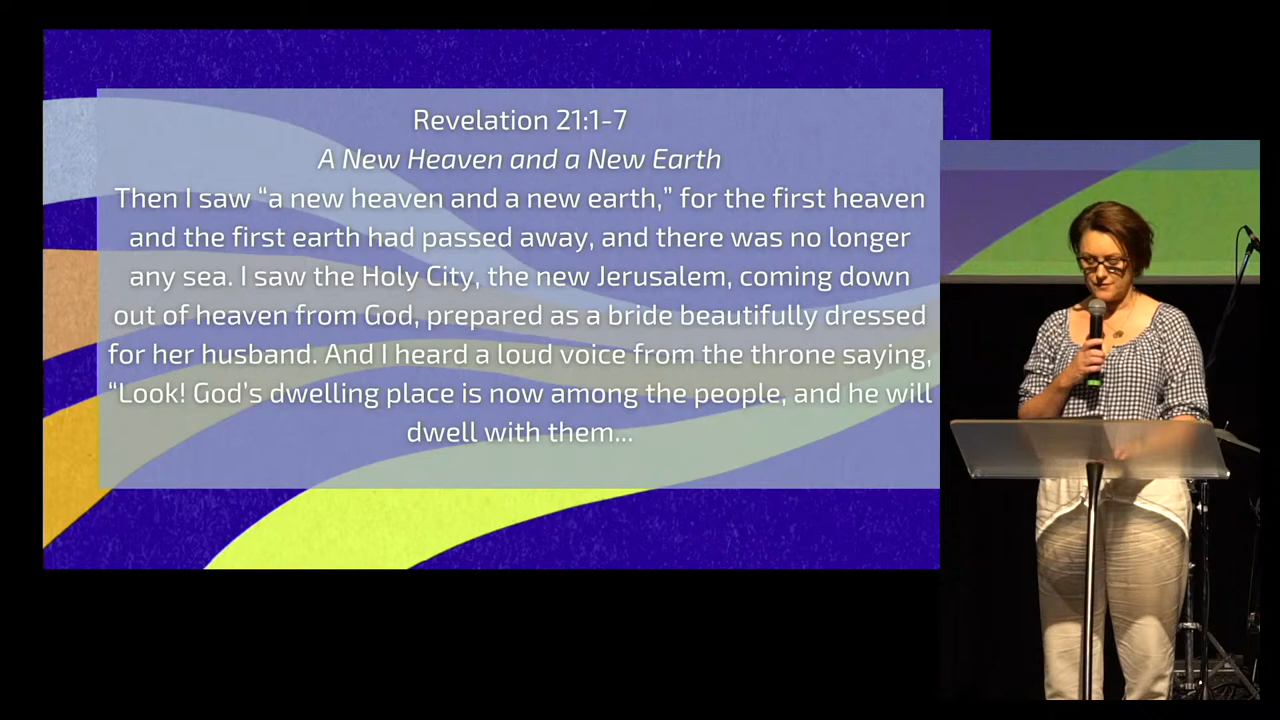 Revelation 21:1-7
A New Heaven and a New Earth
Then I saw “a new heaven and a new earth,” for the first heaven
and the first earth had passed away, and there was no longer
any sea. I saw the Holy City, the new Jerusalem, coming down
out of heaven from God, prepared as a bride beautifully dressed
for her husband. And I heard a loud voice from the throne saying,
“Look! God’s dwelling place is now among the people, and he will
dwell with them...